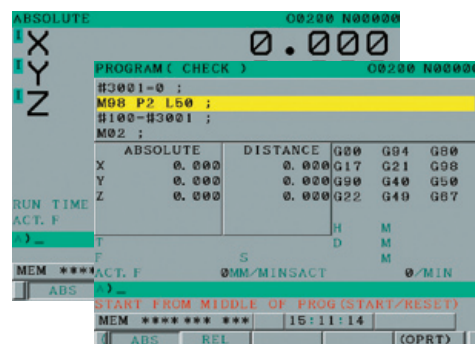 ABSOLUTE O0200 N00000
I X 0.000
I Y
I Z
RUN TIME
ACT. F
A)_
MEM ****
ABS
PROGRAM( CHECK ) O0200 N00000
#3001=0 ;
M98 P2 L50 ;
#100=#3001 ;
M02 ;
ABSOLUTE DISTANCE G00 G94 G80
X 0.000 0.000 G17 G21 G98
Y 0.000 0.000 G90 G40 G50
Z 0.000 0.000 G22 G49 G67
H M
T D M
F S M
ACT. F 0MM/MIN SACT 0/MIN
A)_
START FROM MIDDLE OF PROG(START/RESET)
MEM **** *** *** 15:11:14
ABS REL (OPRT)